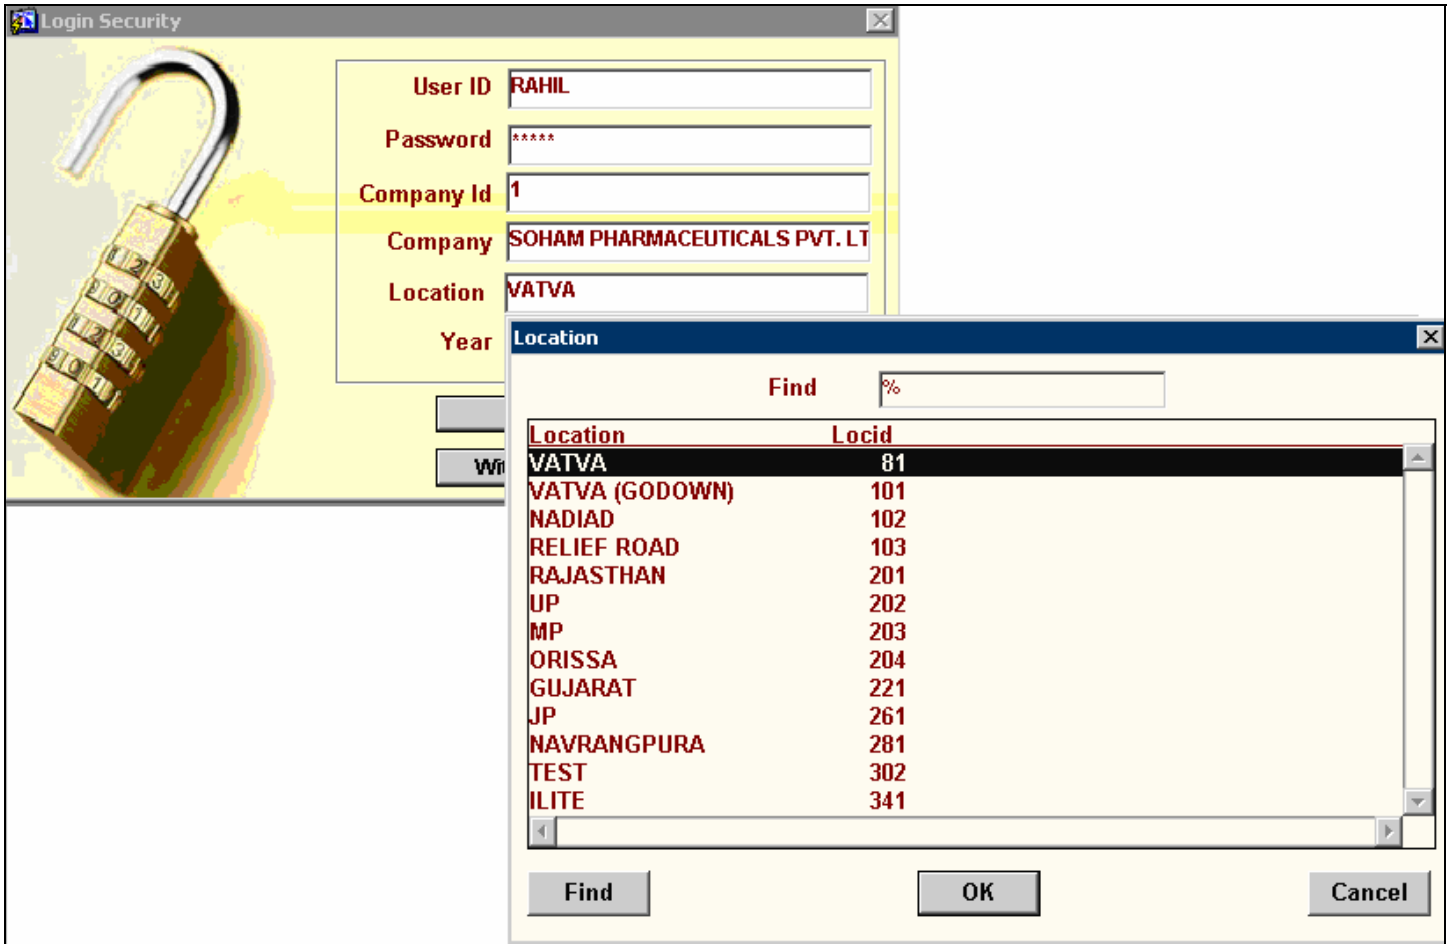 Login Security
User ID RAHIL
Password *****
Company Id 1
Company SOHAM PHARMACEUTICALS PVT. LT
Location VATVA
Year
Wit
Location
Find %
Location Locid
VATVA 81
VATVA (GODOWN) 101
NADIAD 102
RELIEF ROAD 103
RAJASTHAN 201
UP 202
MP 203
ORISSA 204
GUJARAT 221
JP 261
NAVRANGPURA 281
TEST 302
ILITE 341
Find OK Cancel